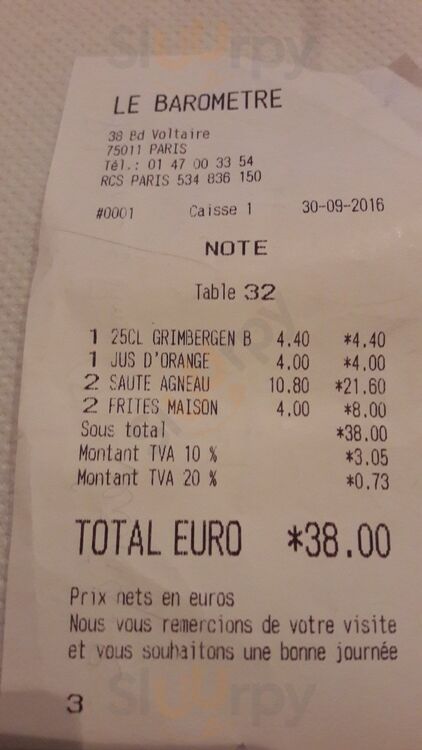 Sluurpy
LE BAROMETRE
38 Bd Voltaire
75011 PARIS
Tél.: 01 47 00 33 54
RCS PARIS 534 836 150
#0001 Caisse 1 30-09-2016
NOTE
Table 32
1 25CL GRIMBERGEN B 4.40 *4.40
1 JUS D'ORANGE 4.00 *4.00
2 SAUTE AGNEAU 10.80 *21.60
2 FRITES MAISON 4.00 *8.00
Sous total *38.00
Montant TVA 10 % *3.05
Montant TVA 20 % *0.73
TOTAL EURO *38.00
Prix nets en euros
Nous vous remercions de votre visite
et vous souhaitons une bonne journée
3
Sluurpy